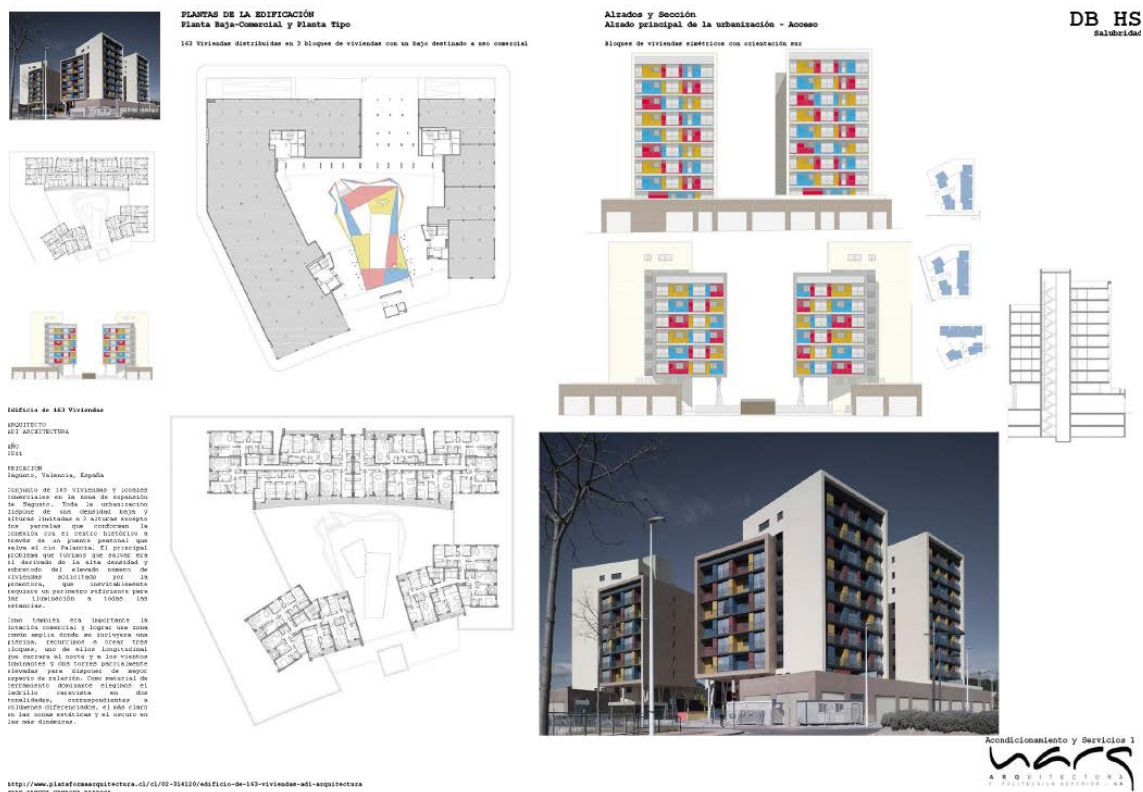 PLANTAS DE LA EDIFICACIÓN
Planta Baja-Comercial y Planta Tipo
163 Viviendas distribuidas en 3 bloques de viviendas con un bajo destinado a uso comercial
Alzados y Sección
Alzado principal de la urbanización - Acceso
Bloques de viviendas simétricos con orientación sur
DB HS
Salubridad
Edificio de 163 Viviendas
ARQUITECTO
ADI ARCHITECTURA
AÑO
2011
UBICACIÓN
Sagunto, Valencia, España
Conjunto de 163 viviendas y locales
comerciales en la zona de expansión
de Sagunto. Toda la urbanización
dispone de una densidad baja y
alturas limitadas a 3 alturas excepto
dos parcelas que conforman la
conexión con el centro histórico a
través de un puente peatonal que
salva el río Palancia. El principal
problema que tuvimos que salvar era
el derivado de la alta densidad y
sobretodo del elevado número de
viviendas solicitado por la
promotora, que inevitablemente
requiere un perímetro suficiente para
dar iluminación a todas las
estancias.
Como también era importante la
dotación comercial y lograr una zona
común amplia donde se incluyera una
piscina, recurrimos a crear tres
bloques, uno de ellos longitudinal
que cerrara al norte y a los vientos
dominantes y dos torres parcialmente
elevadas para disponer de mayor
espacio de relación. Como material de
cerramiento dominante elegimos el
ladrillo caravista en dos
tonalidades, correspondientes a
volúmenes diferenciados, el más claro
en las zonas estáticas y el oscuro en
las más dinámicas.
Acondicionamiento y Servicios 1
uars
ARQUITECTURA
E. POLITECNICA SUPERIOR - UA
http://www.plataformaarquitectura.cl/cl/02-314120/edificio-de-163-viviendas-adi-arquitectura